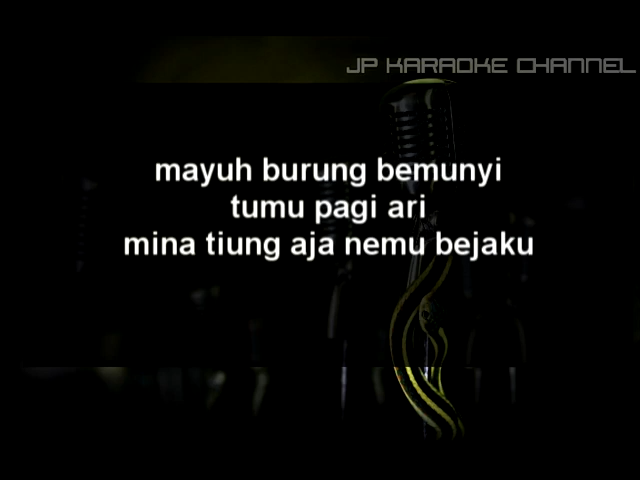 JP KARAOKE CHANNEL
mayuh burung bemunyi
tumu pagi ari
mina tiung aja nemu bejaku